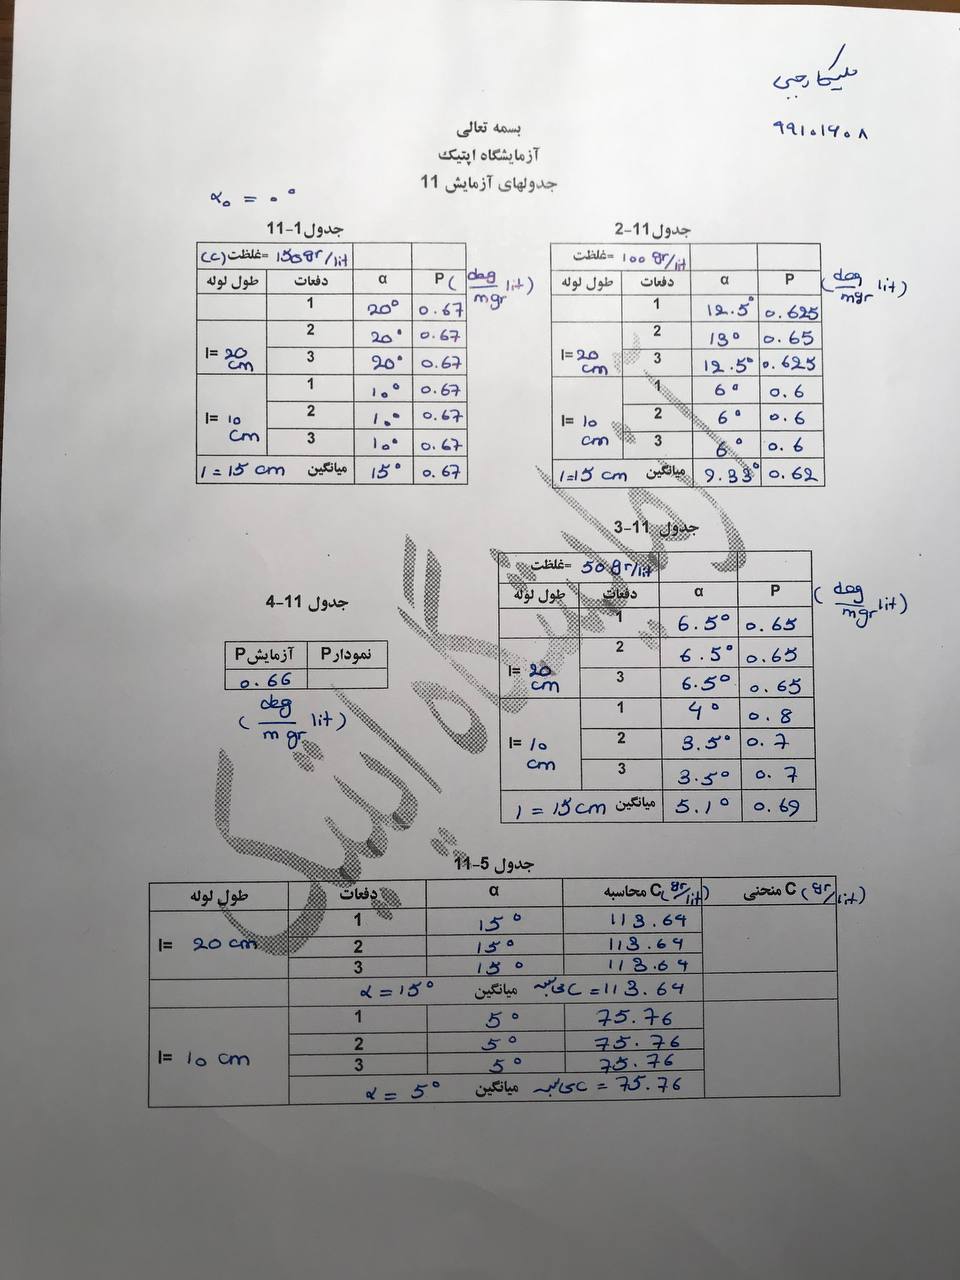 ملیکا رجبی
۹۹۱۰۱۶۰۸
بسمه تعالی
آزمایشگاه اپتیک
جدولهای آزمایش 11
α₀ = ۰°
جدول 1-11
غلظت= 150 gr/lit (C)
طول لوله دفعات α P (deg/mgr lit)
l= 20 cm
1 20° 0.67
2 20° 0.67
3 20° 0.67
l= 10 cm
1 10° 0.67
2 10° 0.67
3 10° 0.67
l = 15 cm میانگین 15° 0.67
جدول 11-2
غلظت= 100 gr/lit
طول لوله دفعات α P (deg/mgr lit)
l= 20 cm
1 12.5° 0.625
2 13° 0.65
3 12.5° 0.625
l= 10 cm
1 6° 0.6
2 6° 0.6
3 6° 0.6
l=15 cm میانگین 9.33° 0.62
جدول 11-3
غلظت= 50 gr/lit
طول لوله دفعات α P (deg/mgr lit)
l= 20 cm
1 6.5° 0.65
2 6.5° 0.65
3 6.5° 0.65
l= 10 cm
1 4° 0.8
2 3.5° 0.7
3 3.5° 0.7
l = 15 cm میانگین 5.1° 0.69
جدول 11-4
P آزمایش P نمودار
0.66
(deg/mgr lit)
جدول 5-11
طول لوله دفعات α C محاسبه (gr/lit) C منحنی (gr/lit)
l= 20 cm
1 15° 113.64
2 15° 113.64
3 15° 113.64
α = 15° میانگین C محاسبه = 113.64
l= 10 cm
1 5° 75.76
2 5° 75.76
3 5° 75.76
α = 5° میانگین C محاسبه = 75.76
آزمایشگاه اپتیک